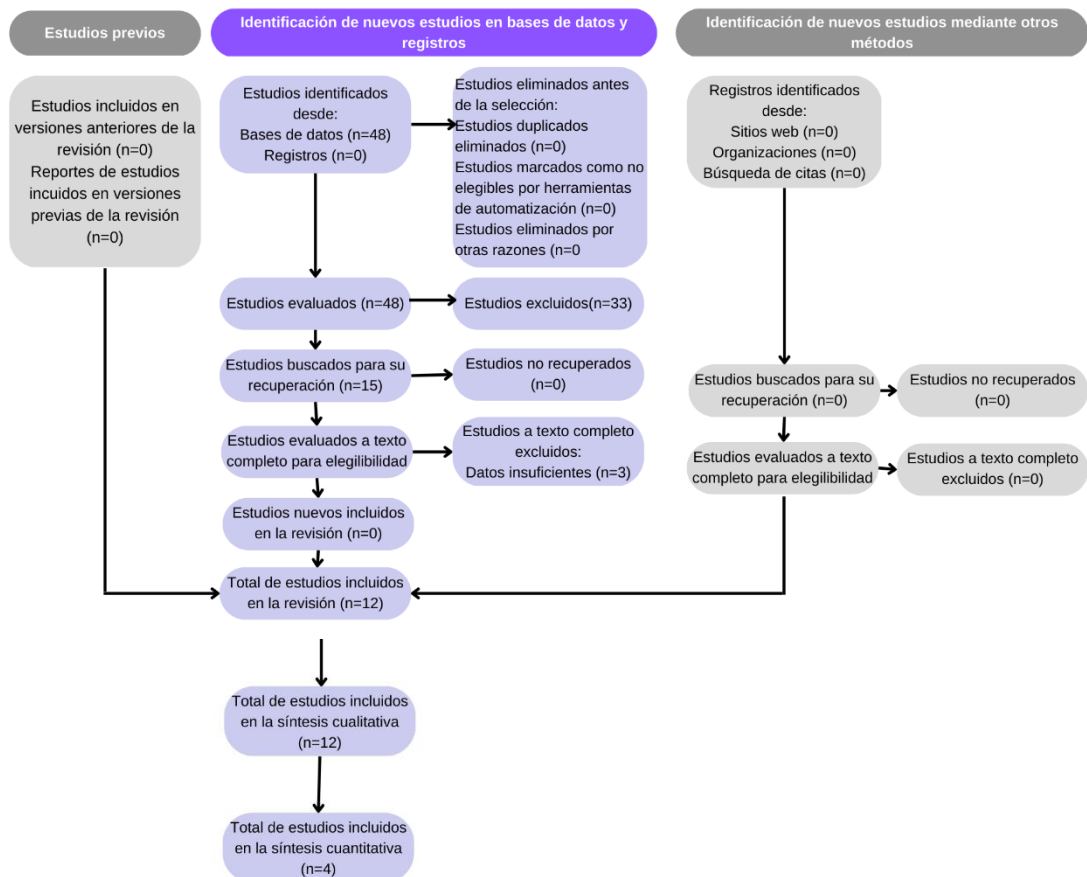 Estudios previos
Identificación de nuevos estudios en bases de datos y
registros
Identificación de nuevos estudios mediante otros
métodos
Estudios incluidos en
versiones anteriores de la
revisión (n=0)
Reportes de estudios
incuidos en versiones
previas de la revisión
(n=0)
Estudios identificados
desde:
Bases de datos (n=48)
Registros (n=0)
Estudios eliminados antes
de la selección:
Estudios duplicados
eliminados (n=0)
Estudios marcados como no
elegibles por herramientas
de automatización (n=0)
Estudios eliminados por
otras razones (n=0
Registros identificados
desde:
Sitios web (n=0)
Organizaciones (n=0)
Búsqueda de citas (n=0)
Estudios evaluados (n=48)
Estudios excluidos(n=33)
Estudios buscados para su
recuperación (n=15)
Estudios no recuperados
(n=0)
Estudios buscados para su
recuperación (n=0)
Estudios no recuperados
(n=0)
Estudios evaluados a texto
completo para elegilibilidad
Estudios a texto completo
excluidos:
Datos insuficientes (n=3)
Estudios evaluados a texto
completo para elegilibilidad
Estudios a texto completo
excluidos (n=0)
Estudios nuevos incluidos
en la revisión (n=0)
Total de estudios incluidos
en la revisión (n=12)
Total de estudios incluidos
en la síntesis cualitativa
(n=12)
Total de estudios incluidos
en la síntesis cuantitativa
(n=4)